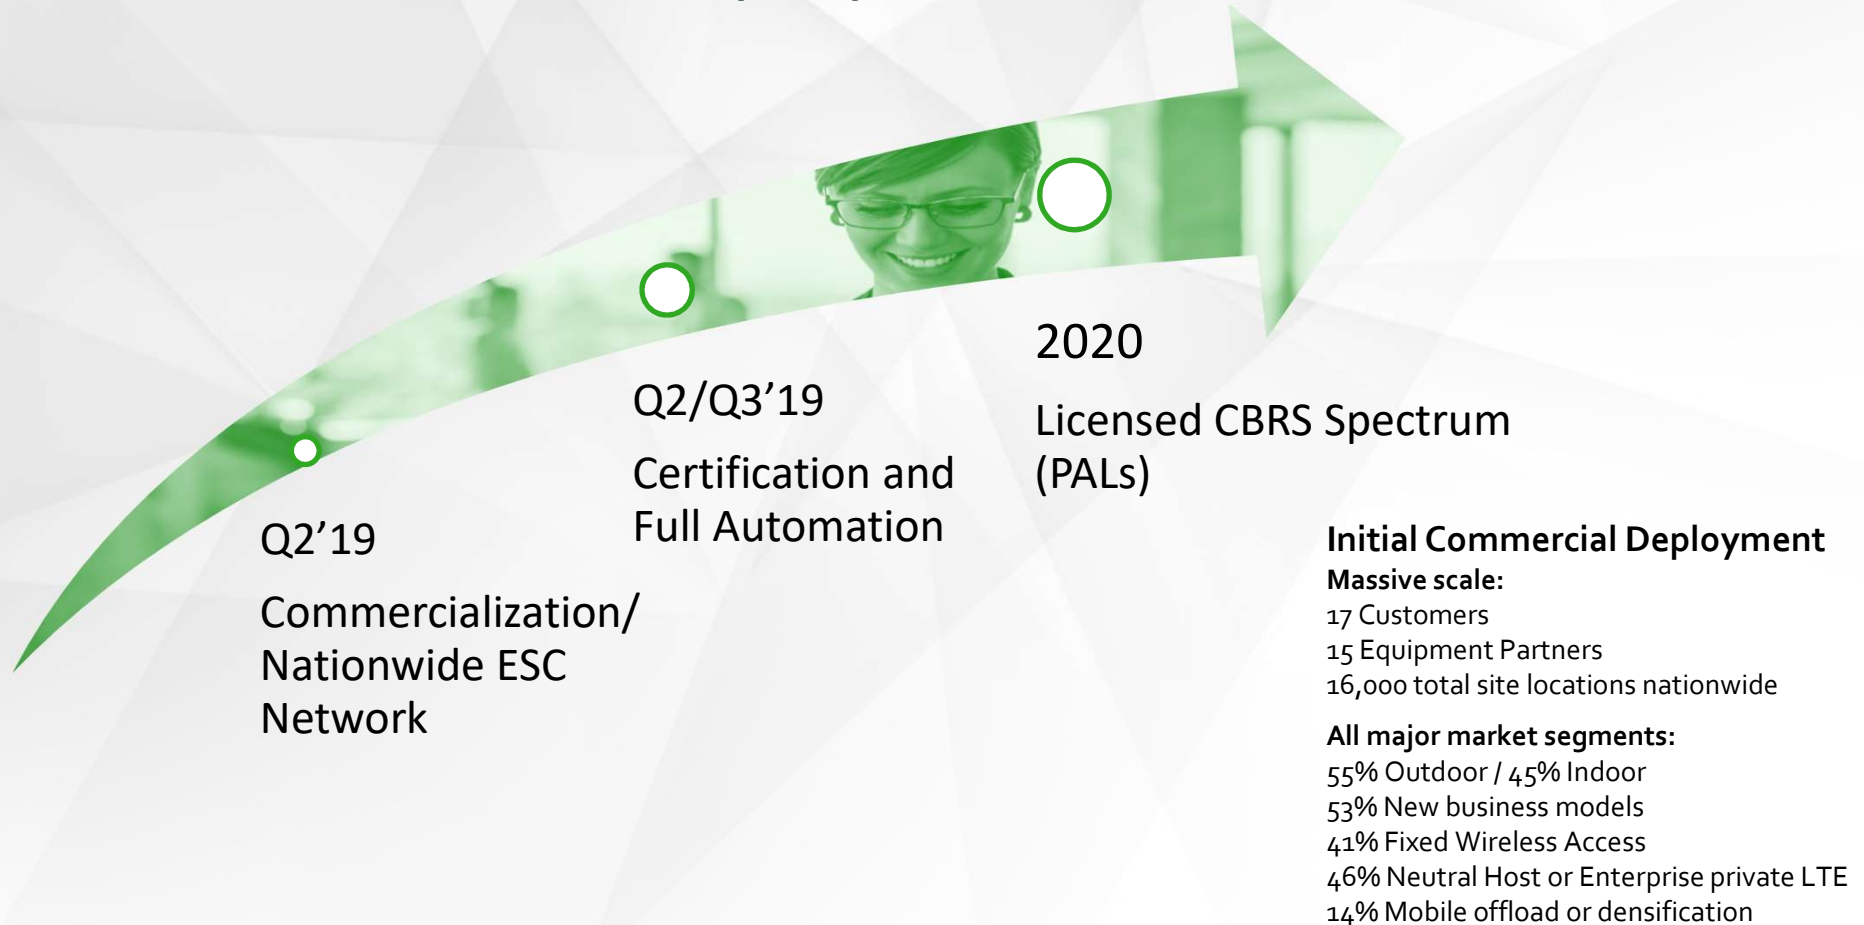 Q2’19
Commercialization/
Nationwide ESC
Network
Q2/Q3’19
Certification and
Full Automation
2020
Licensed CBRS Spectrum
(PALs)
Initial Commercial Deployment
Massive scale:
17 Customers
15 Equipment Partners
16,000 total site locations nationwide
All major market segments:
55% Outdoor / 45% Indoor
53% New business models
41% Fixed Wireless Access
46% Neutral Host or Enterprise private LTE
14% Mobile offload or densification